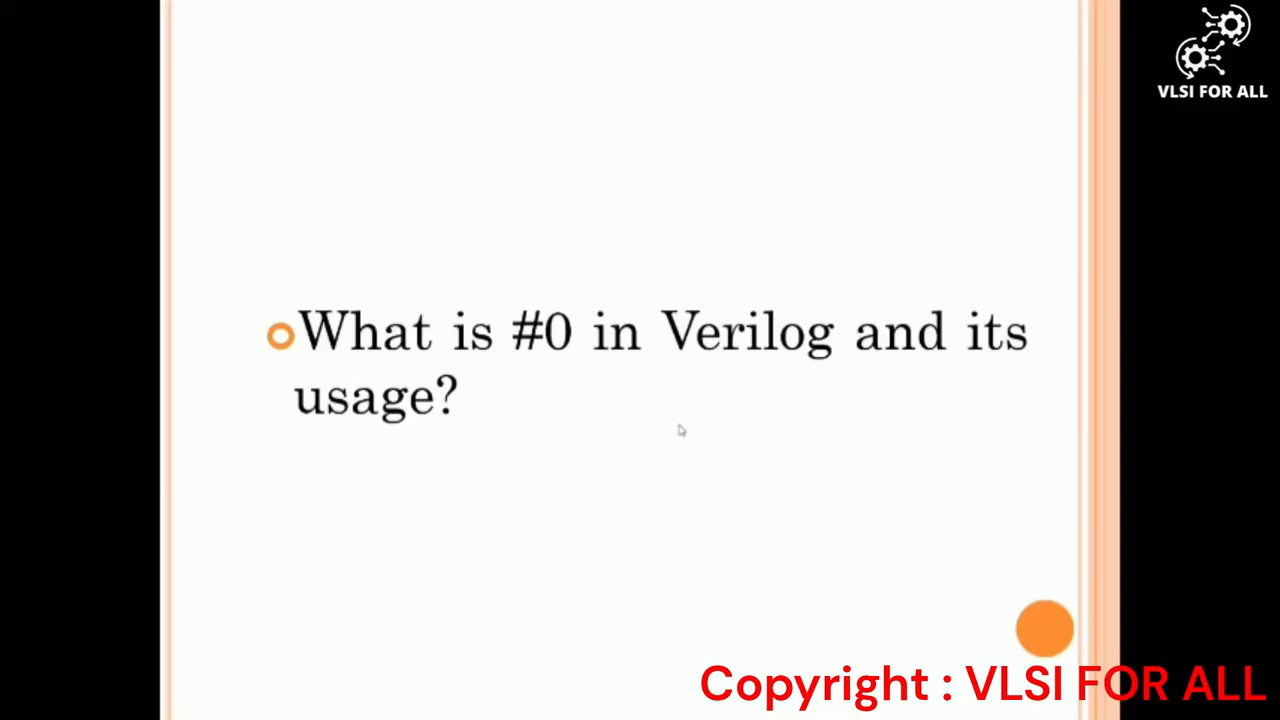 VLSI FOR ALL
What is #0 in Verilog and its
usage?
Copyright : VLSI FOR ALL